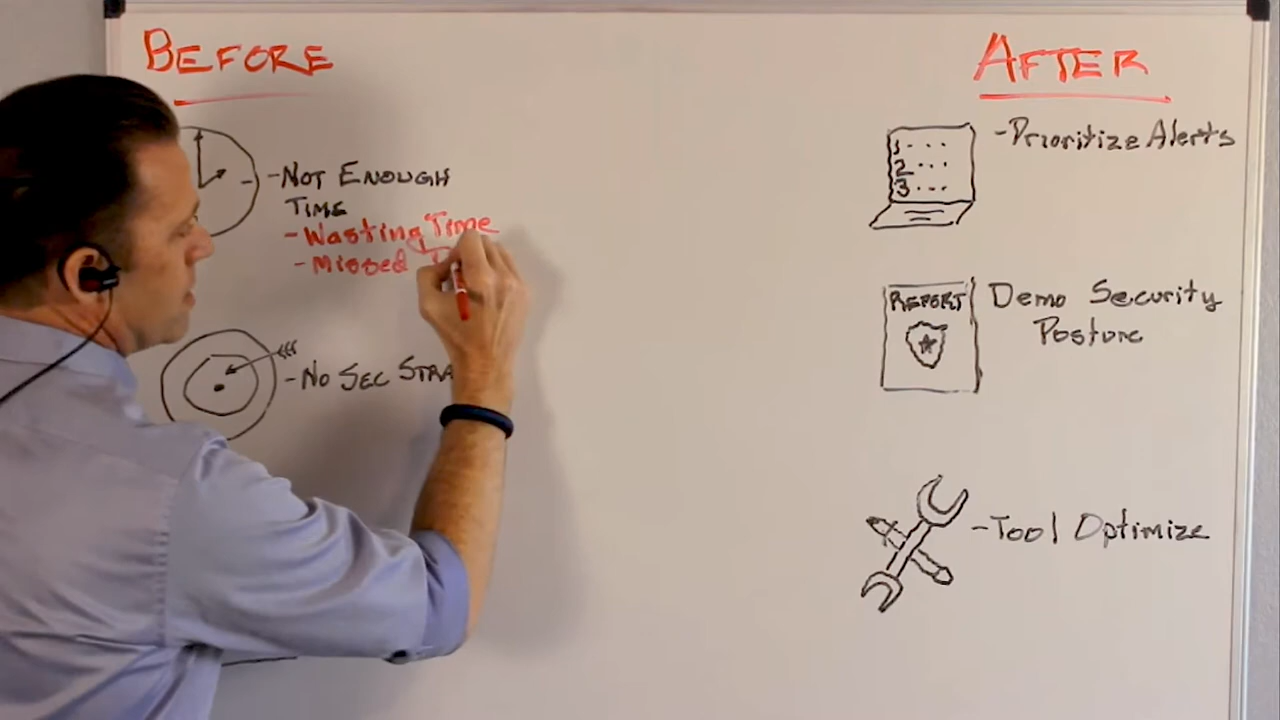 BEFORE
- NOT ENOUGH
TIME
- Wasting Time
- Missed
- NO SEC
AFTER
- Prioritize Alerts
1 - - -
2 - - -
3 - - -
REPORT
Demo Security
Posture
- Tool Optimize